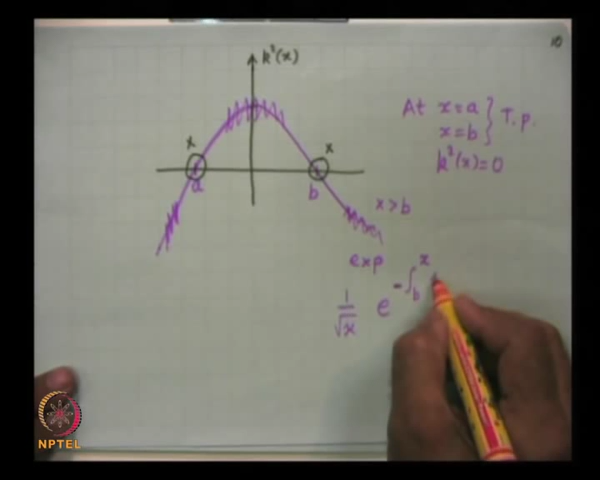 10
k²(x)
At x=a } T.p.
x=b
k²(x)=0
x x
a b
x>b
exp
1/√x e^-∫_b^x
NPTEL